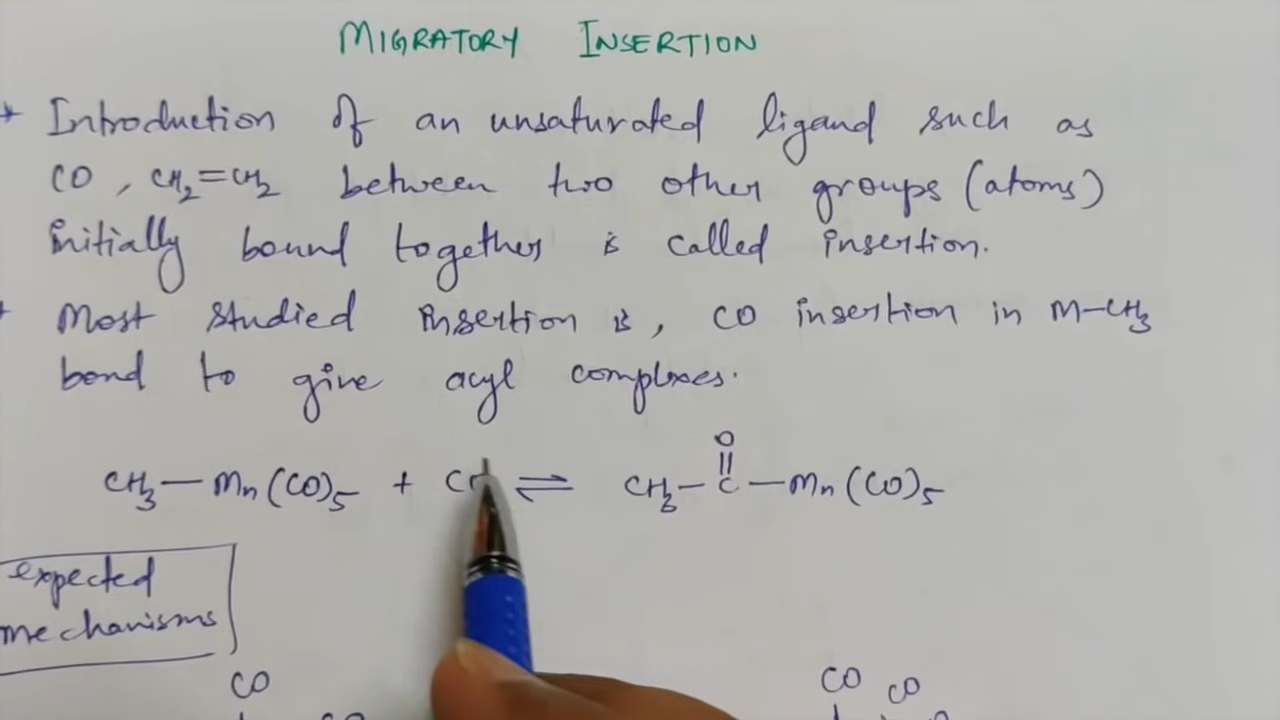 MIGRATORY INSERTION
* Introduction of an unsaturated ligand such as
CO, CH2=CH2 between two other groups (atoms)
initially bound together is called insertion.
* Most studied insertion is, CO insertion in M-CH3
bond to give acyl complxes.
O
CH3-Mn(CO)5 + C ⇌ CH3-C-Mn(CO)5
expected
mechanisms
CO CO CO
CO